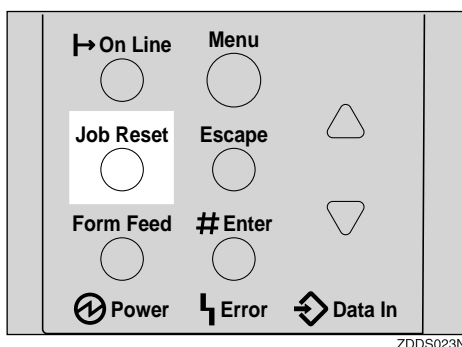 On Line Menu
Job Reset Escape
Form Feed # Enter
Power Error Data In
ZDDS023N